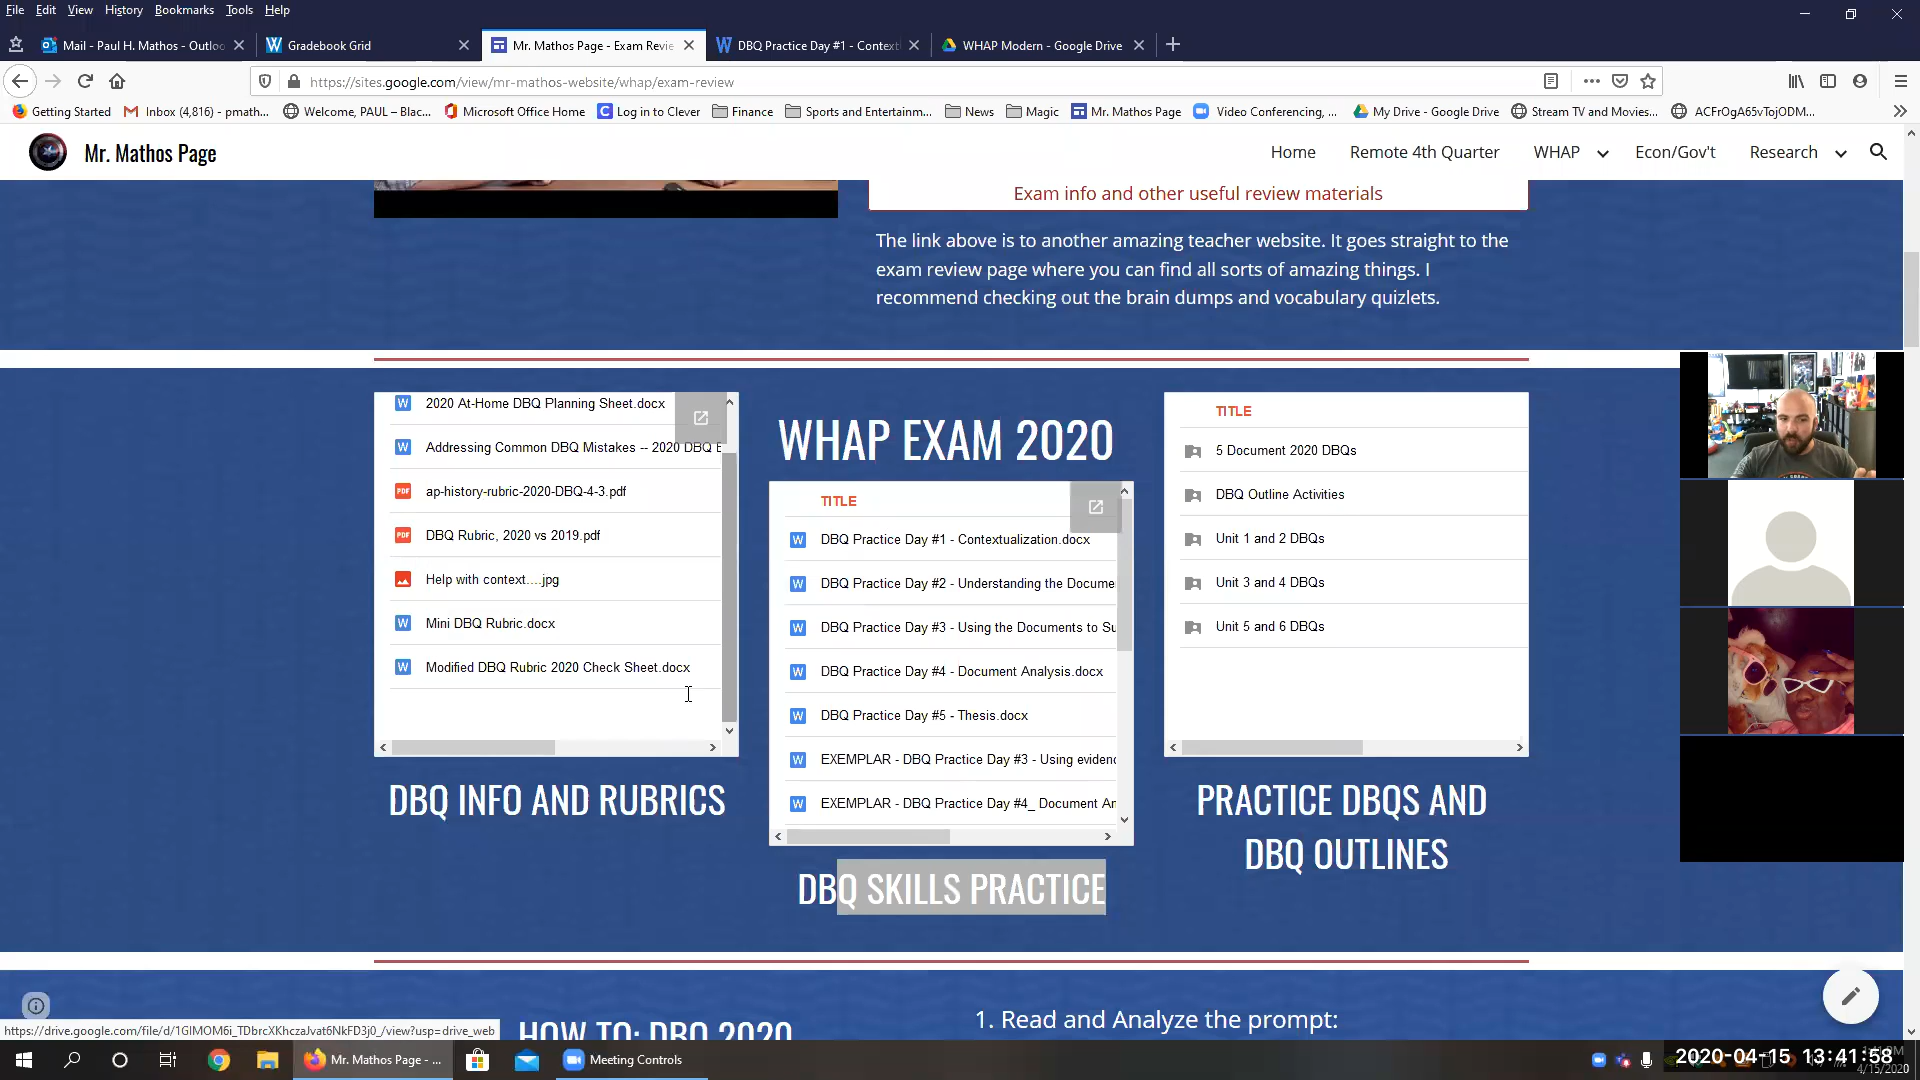 File Edit View History Bookmarks Tools Help
Mail - Paul H. Mathos - Outlo
Gradebook Grid
Mr. Mathos Page - Exam Revie
DBQ Practice Day #1 - Context
WHAP Modern - Google Drive
https://sites.google.com/view/mr-mathos-website/whap/exam-review
Getting Started
Inbox (4,816) - pmath...
Welcome, PAUL – Blac...
Microsoft Office Home
Log in to Clever
Finance
Sports and Entertainm...
News
Magic
Mr. Mathos Page
Video Conferencing, ...
My Drive - Google Drive
Stream TV and Movies...
ACFrOgA65vTojODM...
Mr. Mathos Page
Home
Remote 4th Quarter
WHAP
Econ/Gov't
Research
Exam info and other useful review materials
The link above is to another amazing teacher website. It goes straight to the
exam review page where you can find all sorts of amazing things. I
recommend checking out the brain dumps and vocabulary quizlets.
2020 At-Home DBQ Planning Sheet.docx
Addressing Common DBQ Mistakes -- 2020 DBQ E
ap-history-rubric-2020-DBQ-4-3.pdf
DBQ Rubric, 2020 vs 2019.pdf
Help with context....jpg
Mini DBQ Rubric.docx
Modified DBQ Rubric 2020 Check Sheet.docx
DBQ INFO AND RUBRICS
WHAP EXAM 2020
TITLE
DBQ Practice Day #1 - Contextualization.docx
DBQ Practice Day #2 - Understanding the Docume
DBQ Practice Day #3 - Using the Documents to Su
DBQ Practice Day #4 - Document Analysis.docx
DBQ Practice Day #5 - Thesis.docx
EXEMPLAR - DBQ Practice Day #3 - Using evidenc
EXEMPLAR - DBQ Practice Day #4_ Document An
DBQ SKILLS PRACTICE
TITLE
5 Document 2020 DBQs
DBQ Outline Activities
Unit 1 and 2 DBQs
Unit 3 and 4 DBQs
Unit 5 and 6 DBQs
PRACTICE DBQS AND
DBQ OUTLINES
HOW TO: DBQ 2020
1. Read and Analyze the prompt:
Mr. Mathos Page - ...
Meeting Controls
2020-04-15 13:41:58
4/15/2020